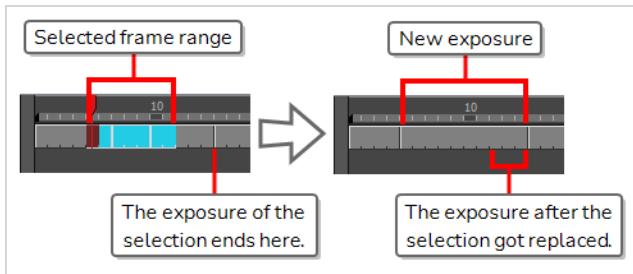 Selected frame range
New exposure
10
10
The exposure of the
selection ends here.
The exposure after the
selection got replaced.